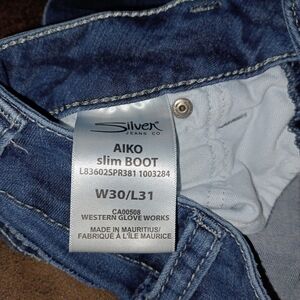 Silver
JEANS CO
AIKO
slim BOOT
L83602SPR381 1003284
W30/L31
CA00508
WESTERN GLOVE WORKS
MADE IN MAURITIUS/
FABRIQUÉ À L'ÎLE MAURICE